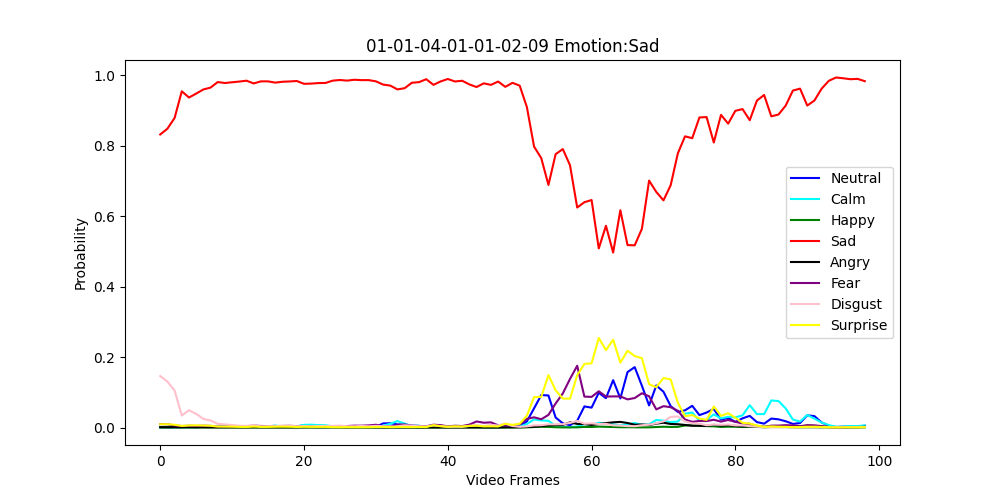 01-01-04-01-01-02-09 Emotion:Sad
Probability
1.0
0.8
0.6
0.4
0.2
0.0
0
20
40
60
80
100
Video Frames
Neutral
Calm
Happy
Sad
Angry
Fear
Disgust
Surprise